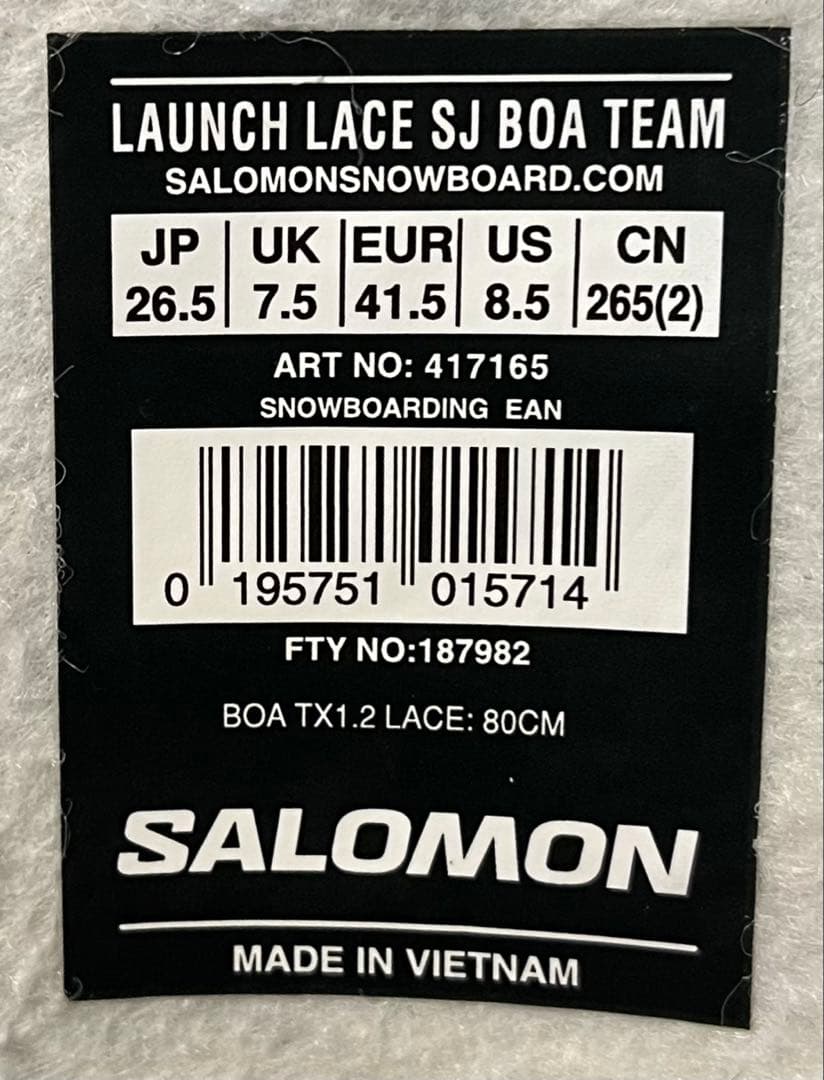 LAUNCH LACE SJ BOA TEAM
SALOMONSNOWBOARD.COM
JP UK EUR US CN
26.5 7.5 41.5 8.5 265(2)
ART NO: 417165
SNOWBOARDING EAN
0 195751 015714
FTY NO:187982
BOA TX1.2 LACE: 80CM
SALOMON
MADE IN VIETNAM